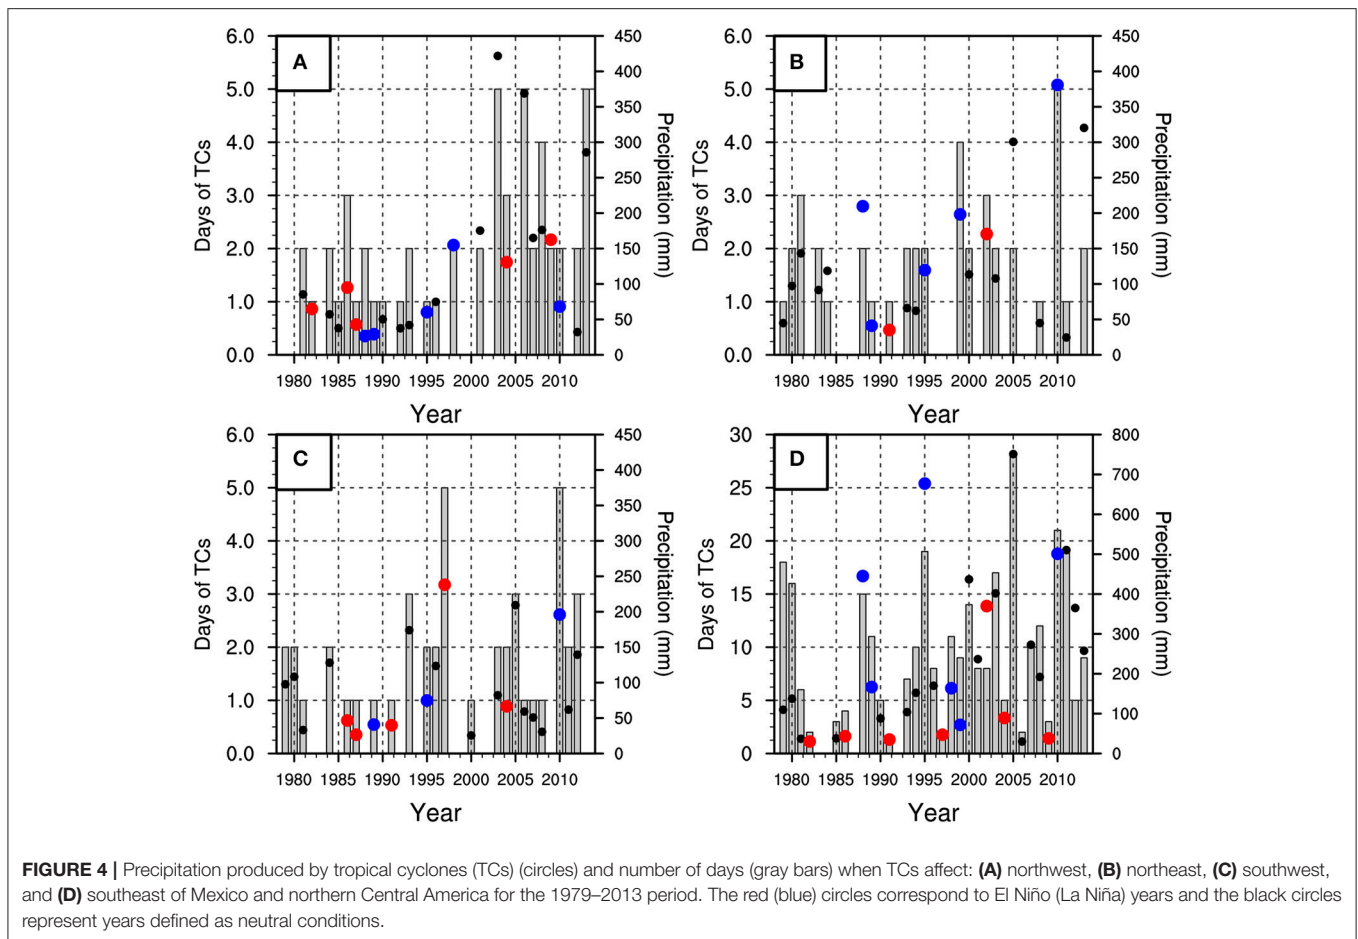 A
6.0
5.0
4.0
3.0
2.0
1.0
0.0
Days of TCs
450
400
350
300
250
200
150
100
50
0
Precipitation (mm)
1980 1985 1990 1995 2000 2005 2010
Year
B
6.0
5.0
4.0
3.0
2.0
1.0
0.0
Days of TCs
450
400
350
300
250
200
150
100
50
0
Precipitation (mm)
1980 1985 1990 1995 2000 2005 2010
Year
C
6.0
5.0
4.0
3.0
2.0
1.0
0.0
Days of TCs
450
400
350
300
250
200
150
100
50
0
Precipitation (mm)
1980 1985 1990 1995 2000 2005 2010
Year
D
30
25
20
15
10
5
0
Days of TCs
800
700
600
500
400
300
200
100
0
Precipitation (mm)
1980 1985 1990 1995 2000 2005 2010
Year
FIGURE 4 | Precipitation produced by tropical cyclones (TCs) (circles) and number of days (gray bars) when TCs affect: (A) northwest, (B) northeast, (C) southwest,
and (D) southeast of Mexico and northern Central America for the 1979–2013 period. The red (blue) circles correspond to El Niño (La Niña) years and the black circles
represent years defined as neutral conditions.